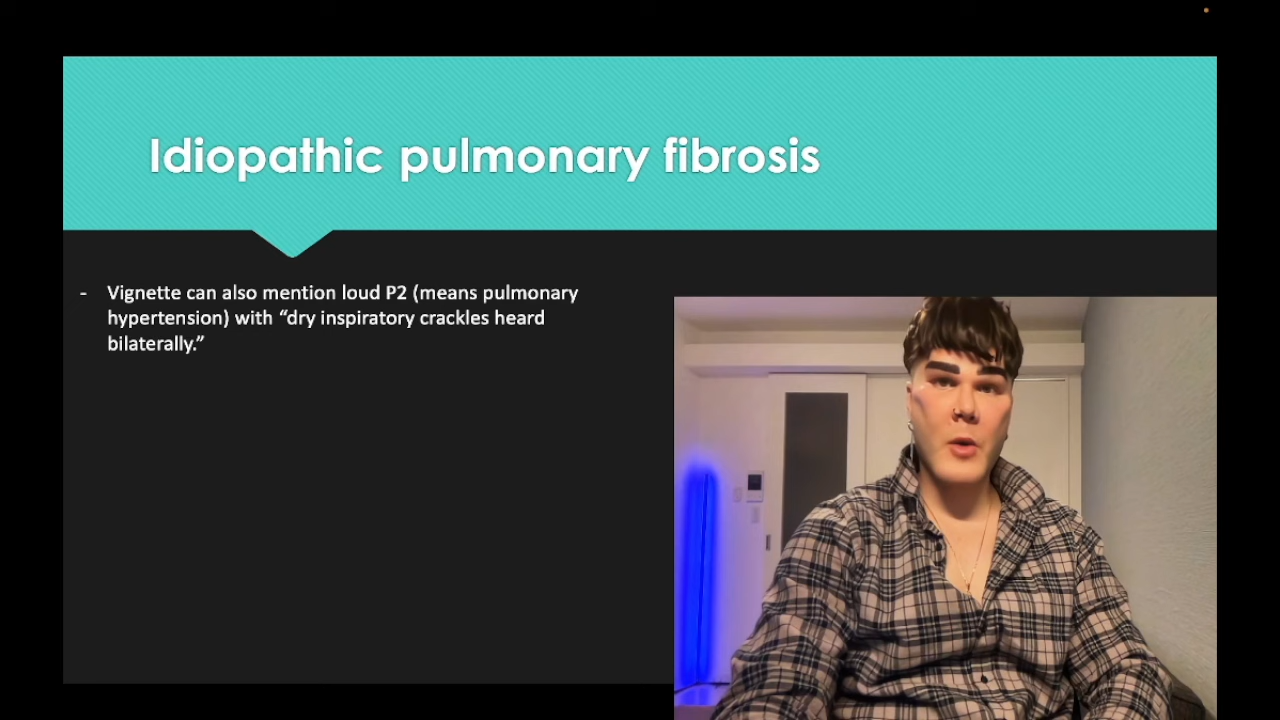 Idiopathic pulmonary fibrosis
- Vignette can also mention loud P2 (means pulmonary
hypertension) with “dry inspiratory crackles heard
bilaterally.”